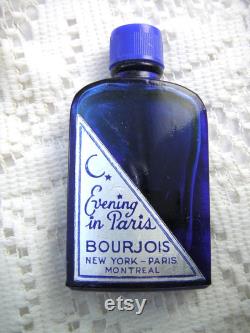 Evening
in Paris
BOURJOIS
NEW YORK - PARIS
MONTREAL
Etsy